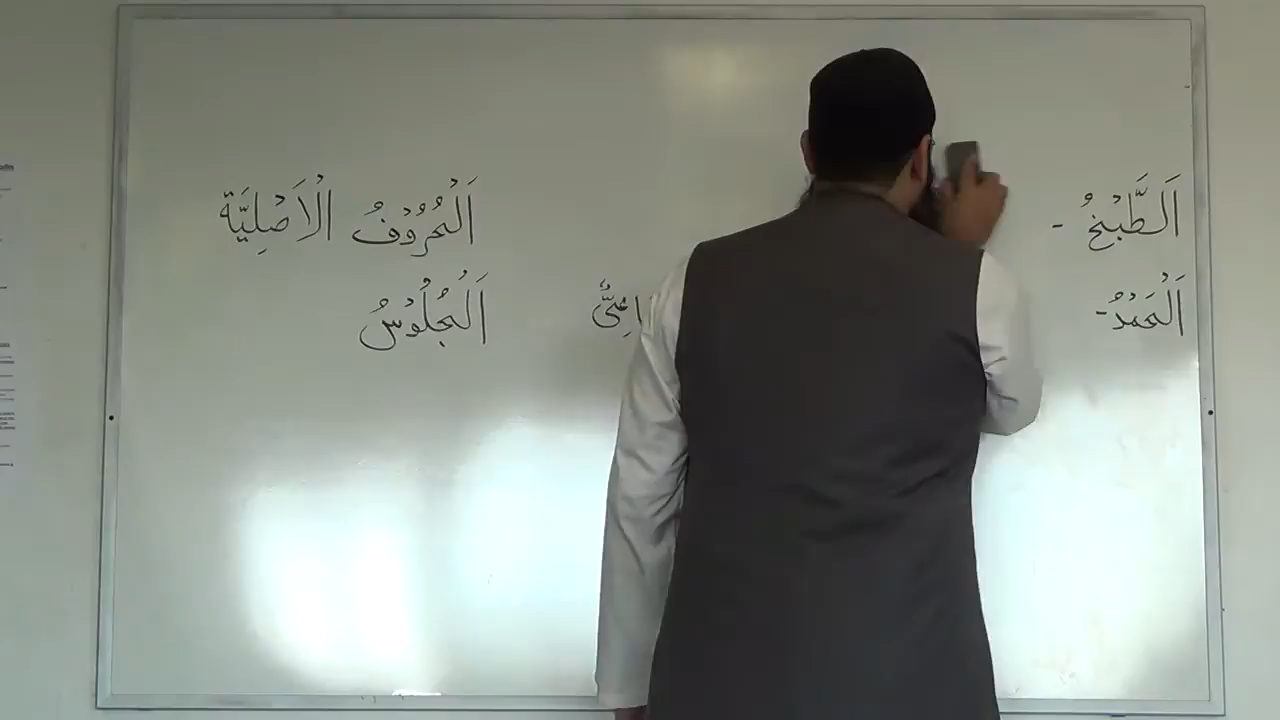 اَلطَّبْخُ -
اَلْحُرُوْفُ الْاَصْلِيَّةُ
اَلْحَمْدُ -
اَلْجُلُوْسُ